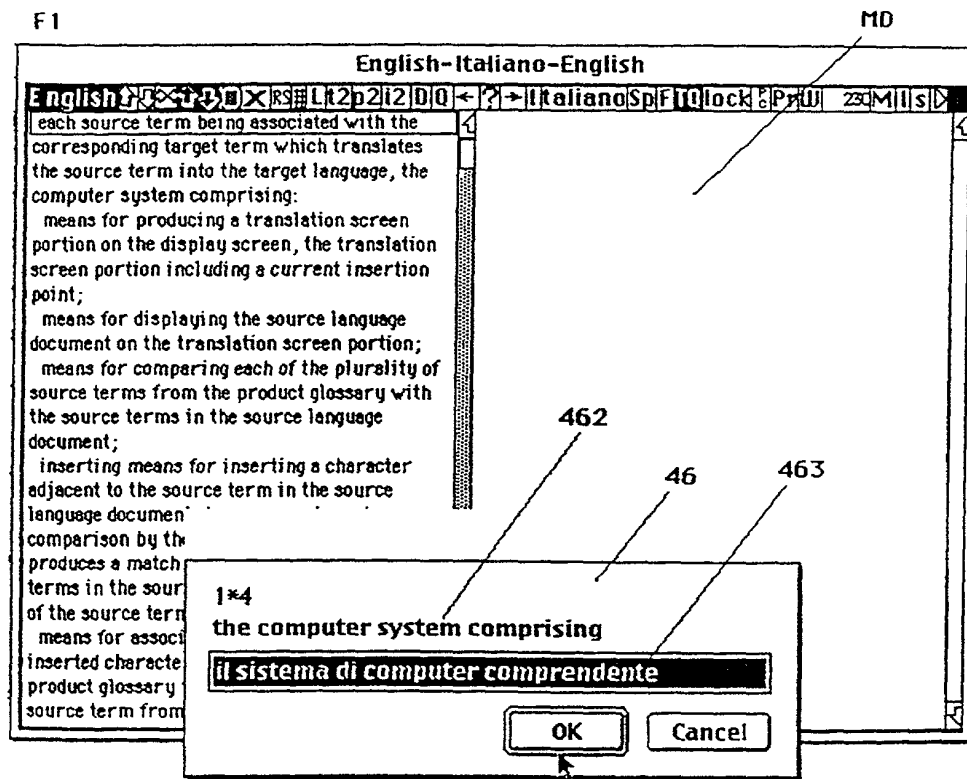 F1
MD
English-Italiano-English
English RS L t2 p2 i2 D Q ← ? → Italiano Sp F lock Pr W 230 M I s
each source term being associated with the
corresponding target term which translates
the source term into the target language, the
computer system comprising:
means for producing a translation screen
portion on the display screen, the translation
screen portion including a current insertion
point;
means for displaying the source language
document on the translation screen portion;
means for comparing each of the plurality of
source terms from the product glossary with
the source terms in the source language
document;
inserting means for inserting a character
adjacent to the source term in the source
language documen
comparison by the
produces a match
terms in the sour
of the source term
means for associ
inserted characte
product glossary
source term from
462
46
463
1*4
the computer system comprising
il sistema di computer comprendente
OK
Cancel